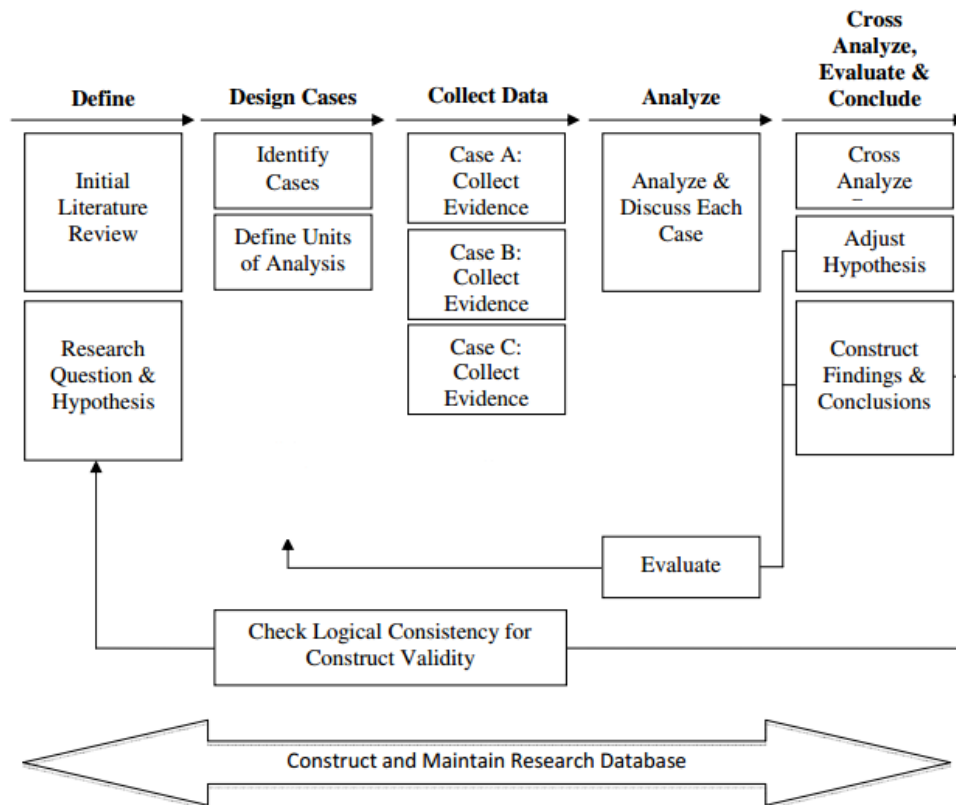 Cross
Analyze,
Evaluate &
Conclude
Define
Design Cases
Collect Data
Analyze
Initial
Literature
Review
Research
Question &
Hypothesis
Identify
Cases
Define Units
of Analysis
Case A:
Collect
Evidence
Case B:
Collect
Evidence
Case C:
Collect
Evidence
Analyze &
Discuss Each
Case
Cross
Analyze
Adjust
Hypothesis
Construct
Findings &
Conclusions
Evaluate
Check Logical Consistency for
Construct Validity
Construct and Maintain Research Database